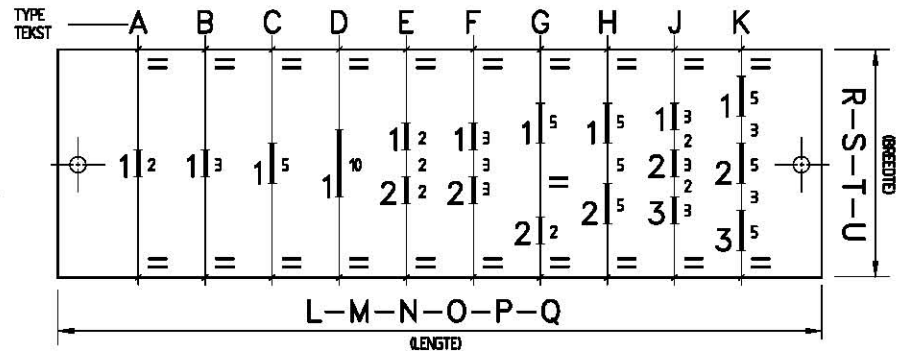 TYPE
TEKST A B C D E F G H J K
= = = = = = = = = =
1 5
1 5 1 5 1 3 3
1 2 1 3 2
1 2 1 3 1 5 10 2 3 5 2 3 2 5
1 2 2 2 3 = 2 3
2 5 3 3
2 2 3 5
= = = = = = = = = =
R-S-T-U
(BREEDTE)
L-M-N-O-P-Q
(LENGTE)